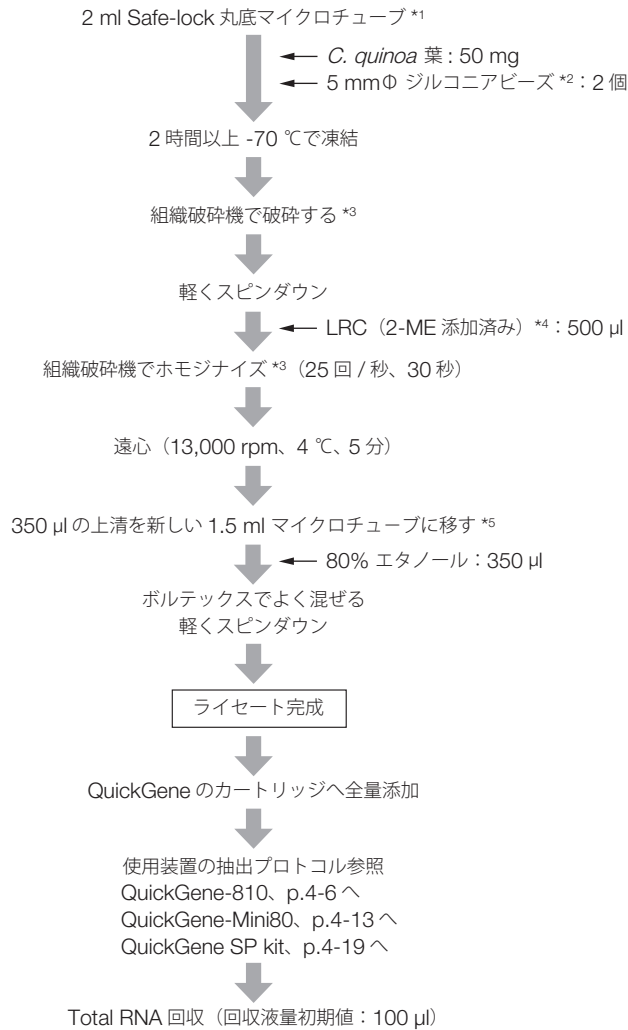 2 ml Safe-lock 丸底マイクロチューブ *1
C. quinoa 葉 : 50 mg
5 mmΦ ジルコニアビーズ *2：2 個
2 時間以上 -70 ℃で凍結
組織破砕機で破砕する *3
軽くスピンダウン
LRC（2-ME 添加済み）*4：500 µl
組織破砕機でホモジナイズ *3（25 回 / 秒、30 秒）
遠心（13,000 rpm、4 ℃、5 分）
350 µl の上清を新しい 1.5 ml マイクロチューブに移す *5
80% エタノール：350 µl
ボルテックスでよく混ぜる
軽くスピンダウン
ライセート完成
QuickGene のカートリッジへ全量添加
使用装置の抽出プロトコル参照
QuickGene-810、p.4-6 へ
QuickGene-Mini80、p.4-13 へ
QuickGene SP kit、p.4-19 へ
Total RNA 回収（回収液量初期値：100 µl）